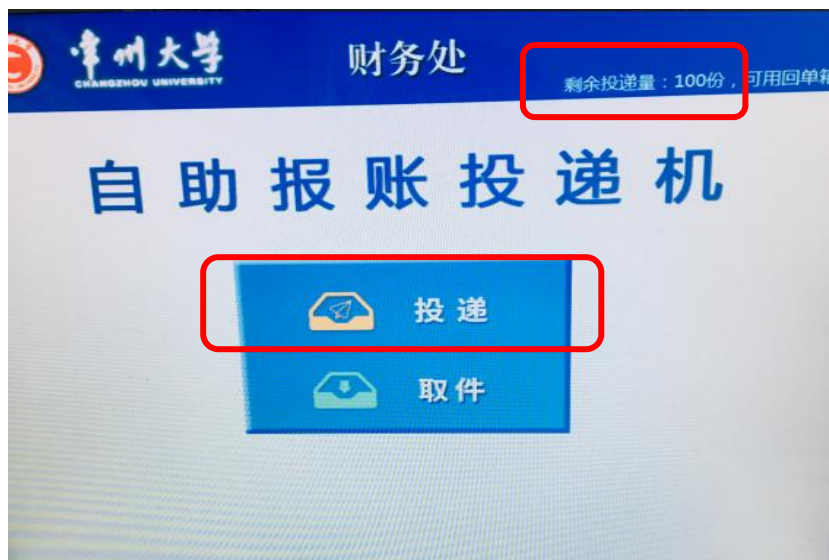 常州大学
CHANGZHOU UNIVERSITY
财务处
剩余投递量：100份，可用回单箱
自助报账投递机
投递
取件